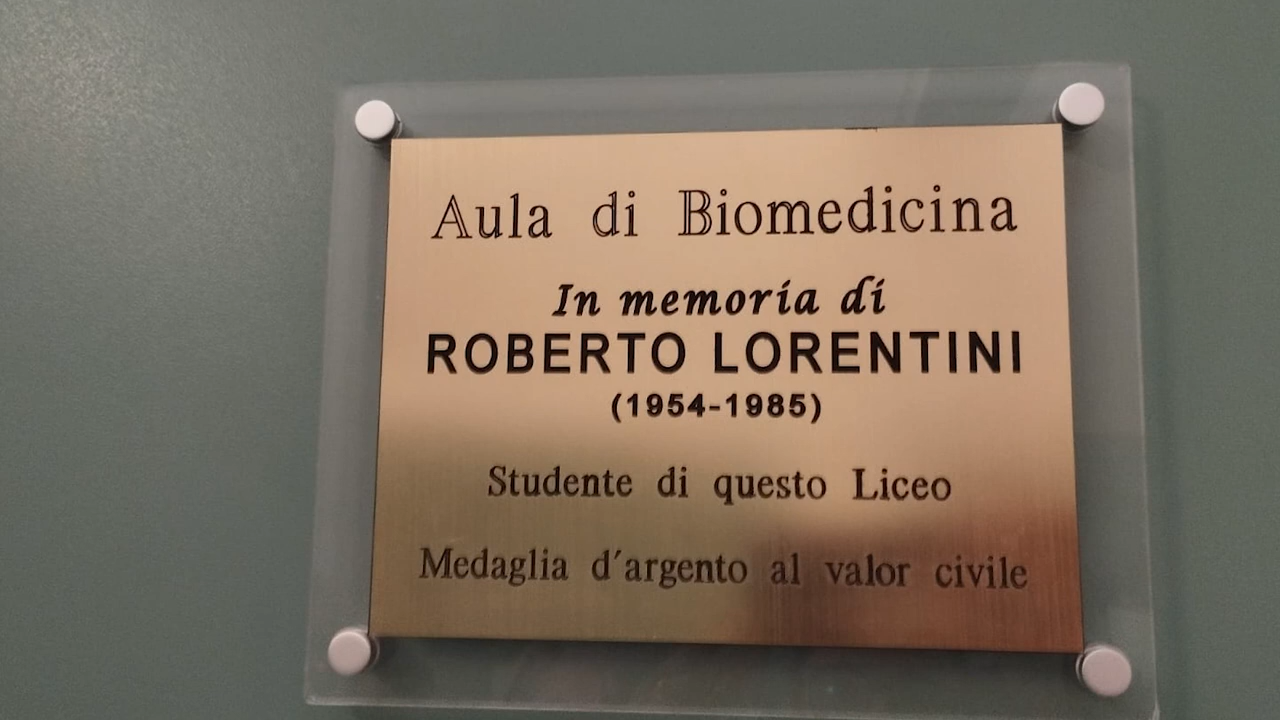 Aula di Biomedicina
In memoria di
ROBERTO LORENTINI
(1954-1985)
Studente di questo Liceo
Medaglia d'argento al valor civile